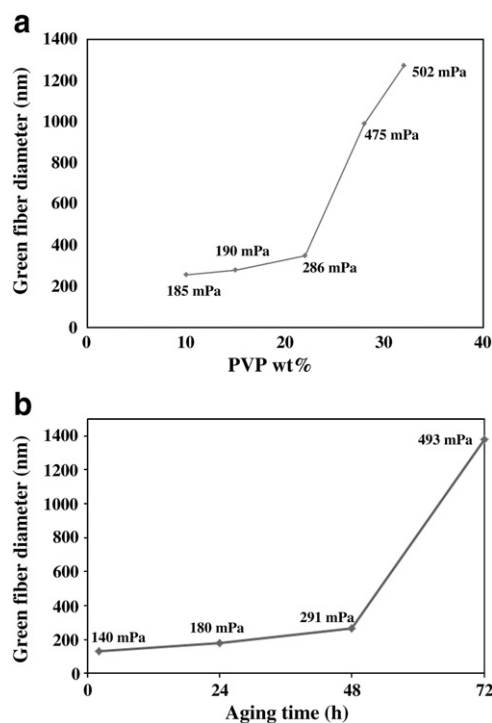 a
1400
1200
1000
800
600
400
200
0
Green fiber diameter (nm)
502 mPa
475 mPa
190 mPa
286 mPa
185 mPa
0 10 20 30 40
PVP wt%
b
1400
1200
1000
800
600
400
200
0
Green fiber diameter (nm)
493 mPa
291 mPa
180 mPa
140 mPa
0 24 48 72
Aging time (h)